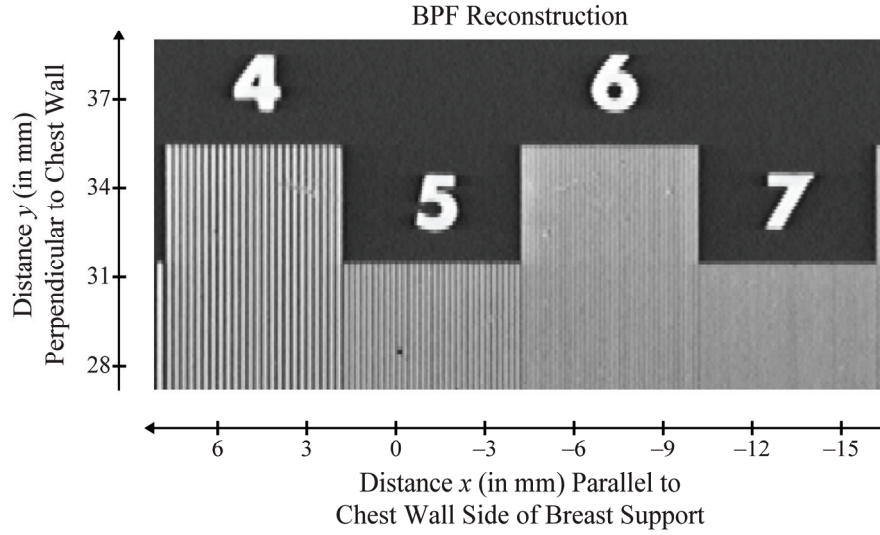 BPF Reconstruction
Distance y (in mm)
Perpendicular to Chest Wall
37
34
31
28
4
6
5
7
6 3 0 –3 –6 –9 –12 –15
Distance x (in mm) Parallel to
Chest Wall Side of Breast Support